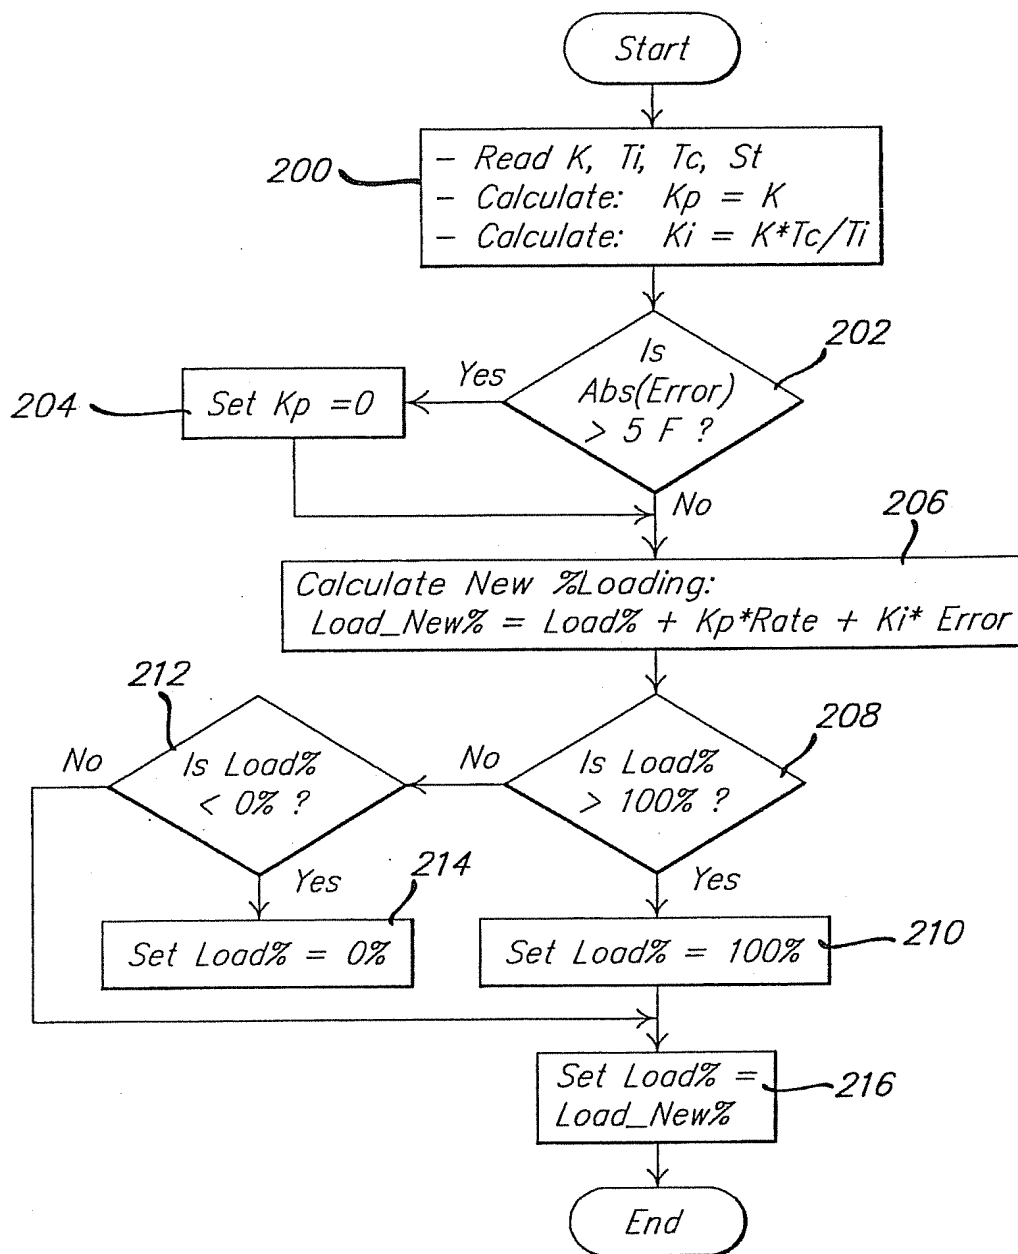 Start
200
- Read K, Ti, Tc, St
- Calculate: Kp = K
- Calculate: Ki = K*Tc/Ti
202
Is
Abs(Error)
> 5 F ?
Yes
204
Set Kp =0
No
206
Calculate New %Loading:
Load_New% = Load% + Kp*Rate + Ki* Error
212
208
No
Is Load%
< 0% ?
No
Is Load%
> 100% ?
Yes
214
Yes
Set Load% = 0%
Set Load% = 100%
210
Set Load% =
Load_New%
216
End